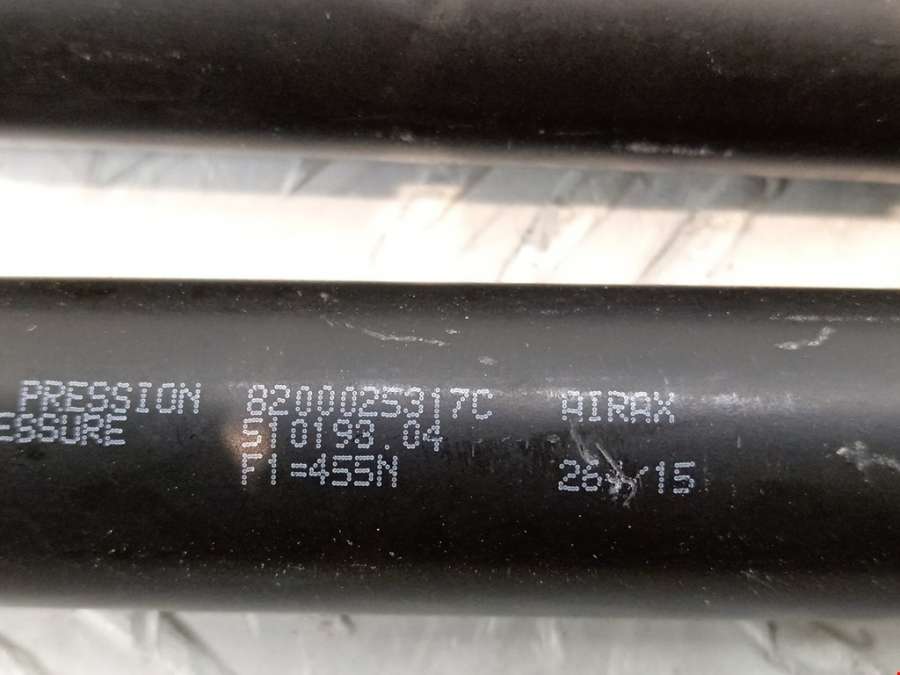 PRESSION 8200025317C AIRAX
ESSURE 510193.04
F1=455N